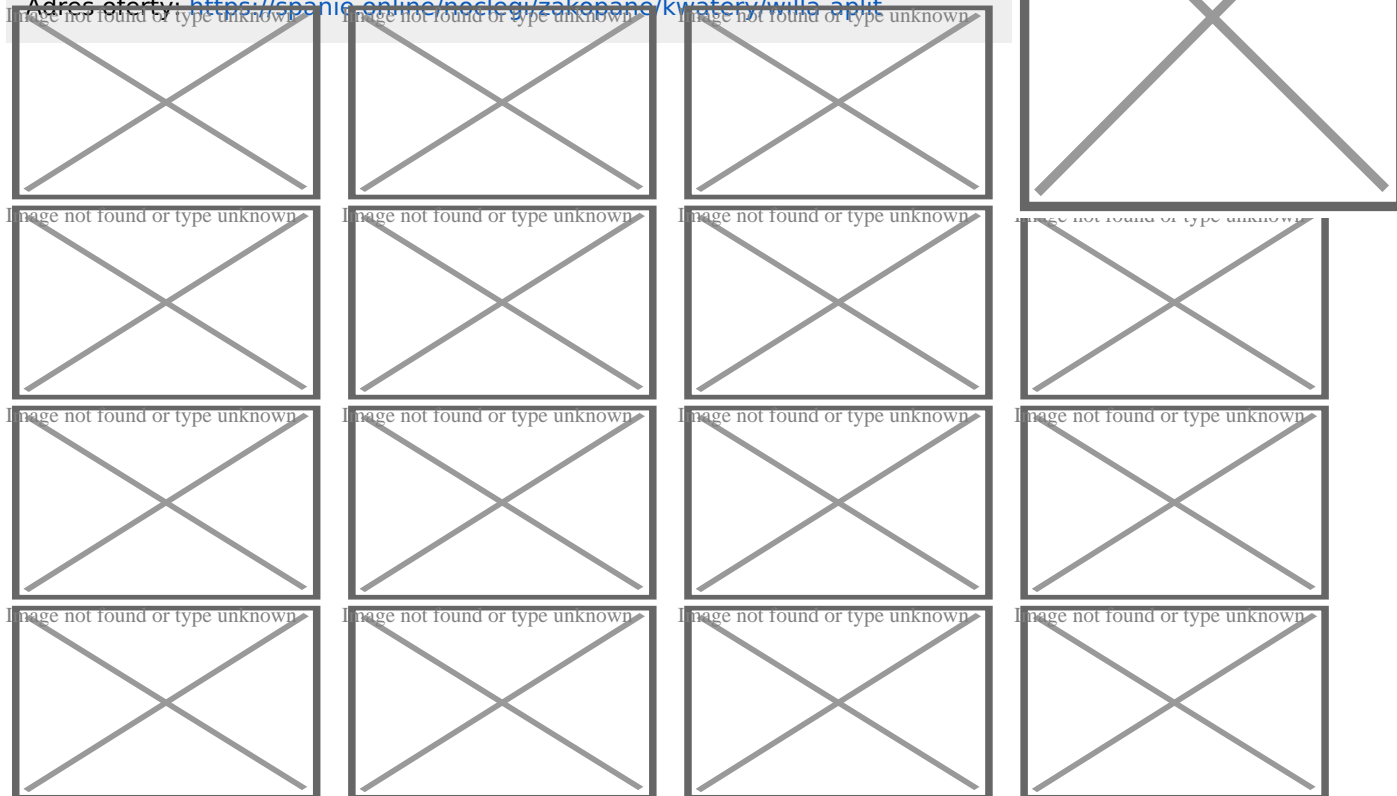 Adres oferty: https://spanie.online/noclegi/zakopane/kwatery/willa-aplit
Image not found or type unknown Image not found or type unknown Image not found or type unknown
Image not found or type unknown Image not found or type unknown Image not found or type unknown Image not found or type unknown
Image not found or type unknown Image not found or type unknown Image not found or type unknown Image not found or type unknown
Image not found or type unknown Image not found or type unknown Image not found or type unknown Image not found or type unknown